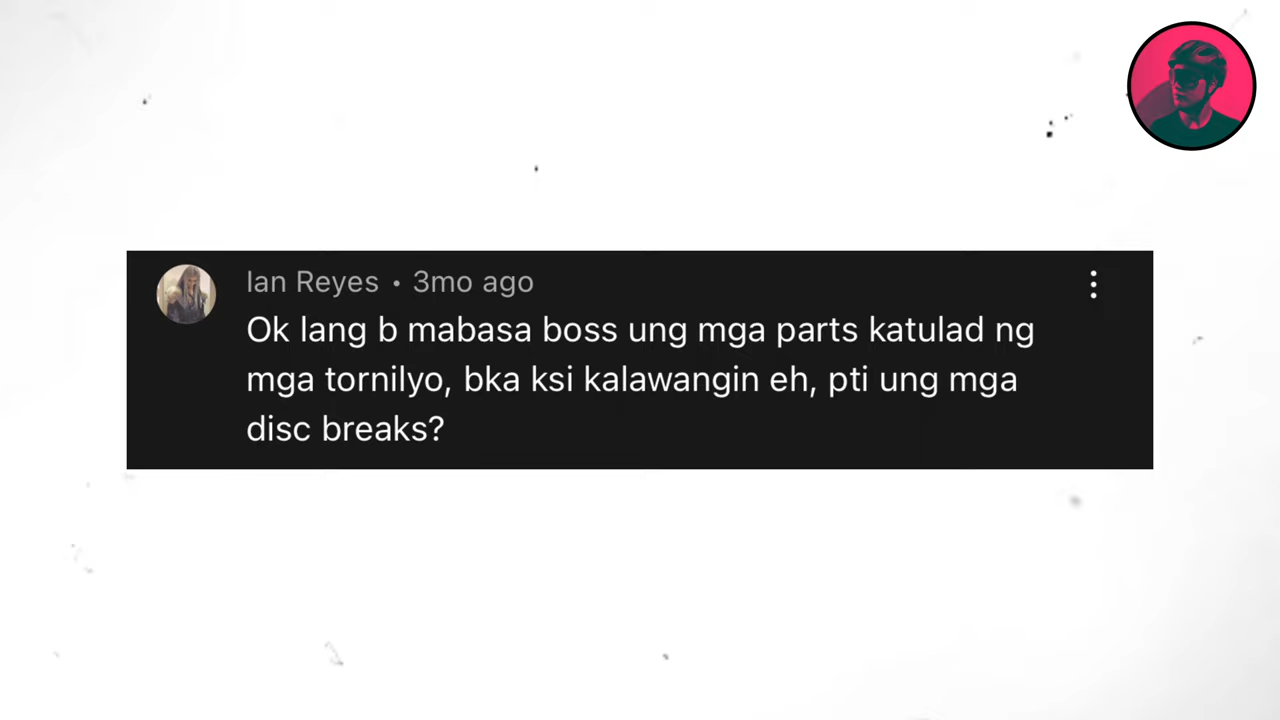 Ian Reyes • 3mo ago
Ok lang b mabasa boss ung mga parts katulad ng
mga tornilyo, bka ksi kalawangin eh, pti ung mga
disc breaks?